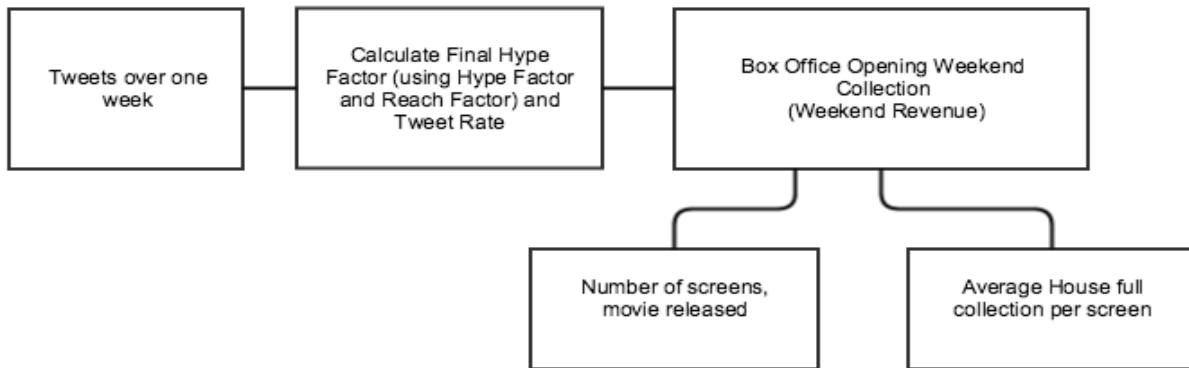 Tweets over one
week
Calculate Final Hype
Factor (using Hype Factor
and Reach Factor) and
Tweet Rate
Box Office Opening Weekend
Collection
(Weekend Revenue)
Number of screens,
movie released
Average House full
collection per screen